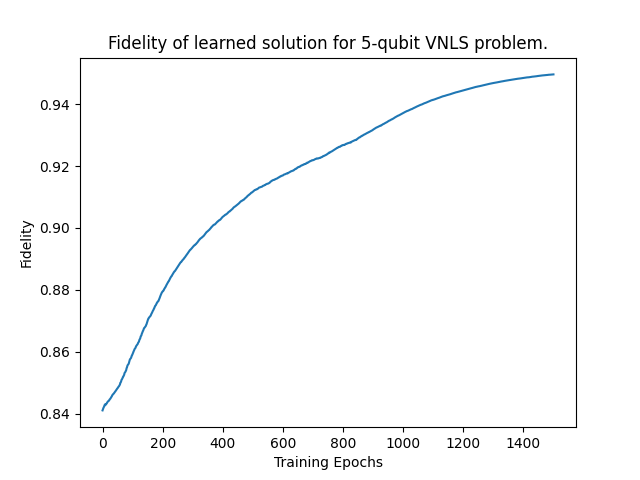 Fidelity of learned solution for 5-qubit VNLS problem.
0.94
0.92
0.90
0.88
0.86
0.84
Fidelity
0 200 400 600 800 1000 1200 1400
Training Epochs